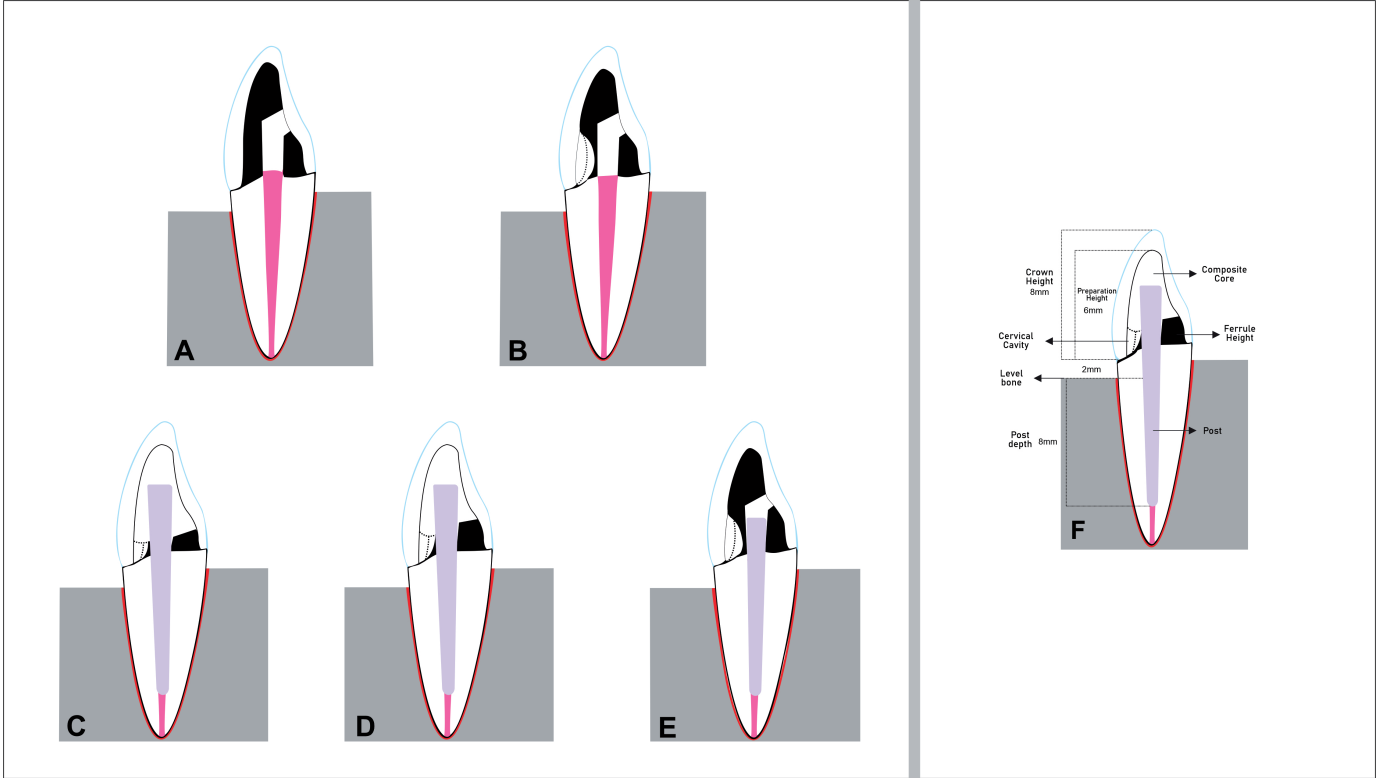 A
B
C
D
E
Crown
Height
8mm
Preparation
Height
6mm
Composite
Core
Cervical
Cavity
Ferrule
Height
2mm
Level
bone
Post
depth
8mm
Post
F